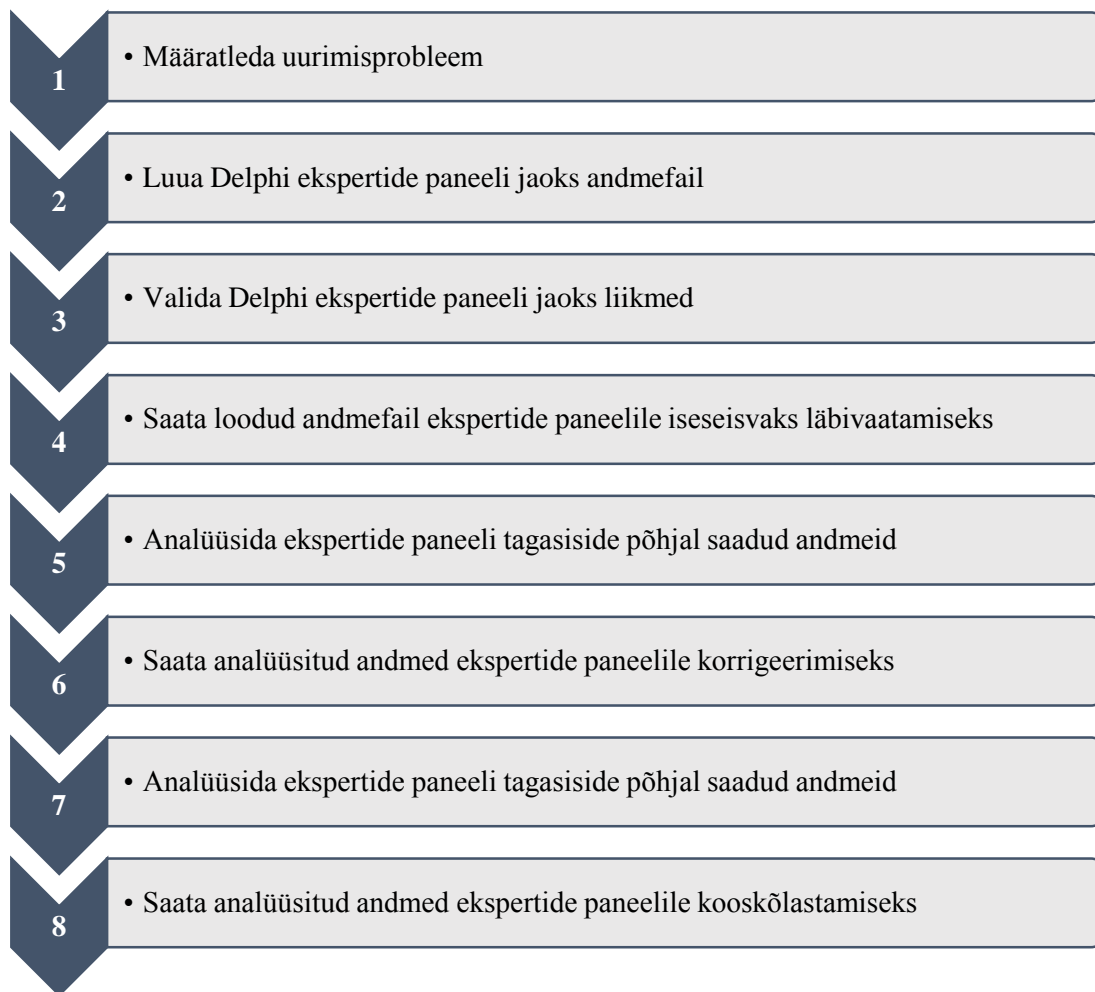 1 • Määratleda uurimisprobleem
2 • Luua Delphi ekspertide paneeli jaoks andmefail
3 • Valida Delphi ekspertide paneeli jaoks liikmed
4 • Saata loodud andmefail ekspertide paneelile iseseisvaks läbivaatamiseks
5 • Analüüsida ekspertide paneeli tagasiside põhjal saadud andmeid
6 • Saata analüüsitud andmed ekspertide paneelile korrigeerimiseks
7 • Analüüsida ekspertide paneeli tagasiside põhjal saadud andmeid
8 • Saata analüüsitud andmed ekspertide paneelile kooskõlastamiseks